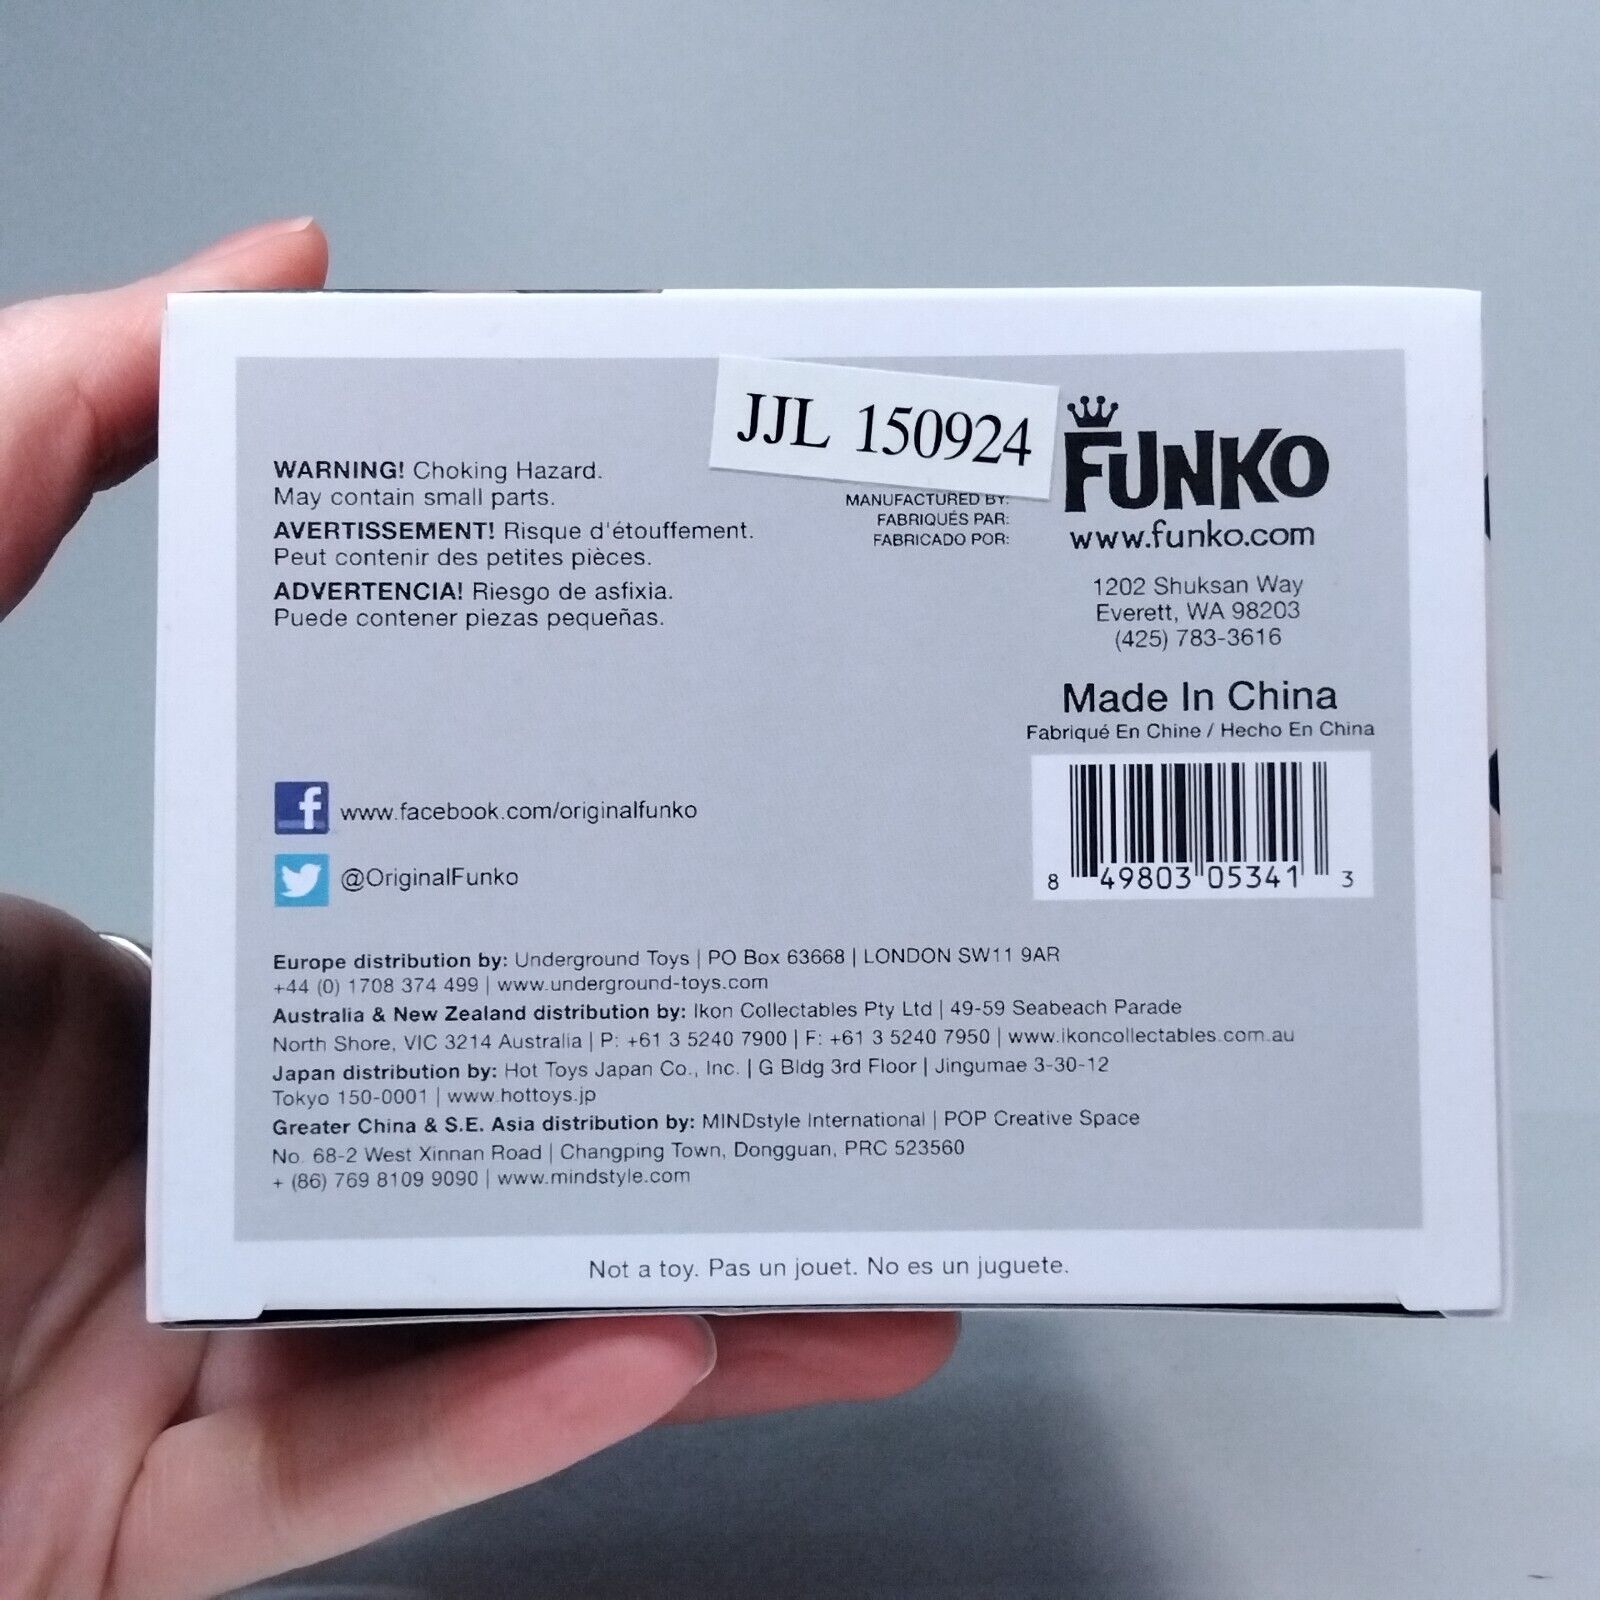 JJL 150924
WARNING! Choking Hazard.
May contain small parts.
AVERTISSEMENT! Risque d'étouffement.
Peut contenir des petites pièces.
ADVERTENCIA! Riesgo de asfixia.
Puede contener piezas pequeñas.
MANUFACTURED BY:
FABRIQUÉS PAR:
FABRICADO POR:
FUNKO
www.funko.com
1202 Shuksan Way
Everett, WA 98203
(425) 783-3616
Made In China
Fabriqué En Chine / Hecho En China
8 49803 05341 3
f www.facebook.com/originalfunko
@OriginalFunko
Europe distribution by: Underground Toys | PO Box 63668 | LONDON SW11 9AR
+44 (0) 1708 374 499 | www.underground-toys.com
Australia & New Zealand distribution by: Ikon Collectables Pty Ltd | 49-59 Seabeach Parade
North Shore, VIC 3214 Australia | P: +61 3 5240 7900 | F: +61 3 5240 7950 | www.ikoncollectables.com.au
Japan distribution by: Hot Toys Japan Co., Inc. | G Bldg 3rd Floor | Jingumae 3-30-12
Tokyo 150-0001 | www.hottoys.jp
Greater China & S.E. Asia distribution by: MINDstyle International | POP Creative Space
No. 68-2 West Xinnan Road | Changping Town, Dongguan, PRC 523560
+ (86) 769 8109 9090 | www.mindstyle.com
Not a toy. Pas un jouet. No es un juguete.